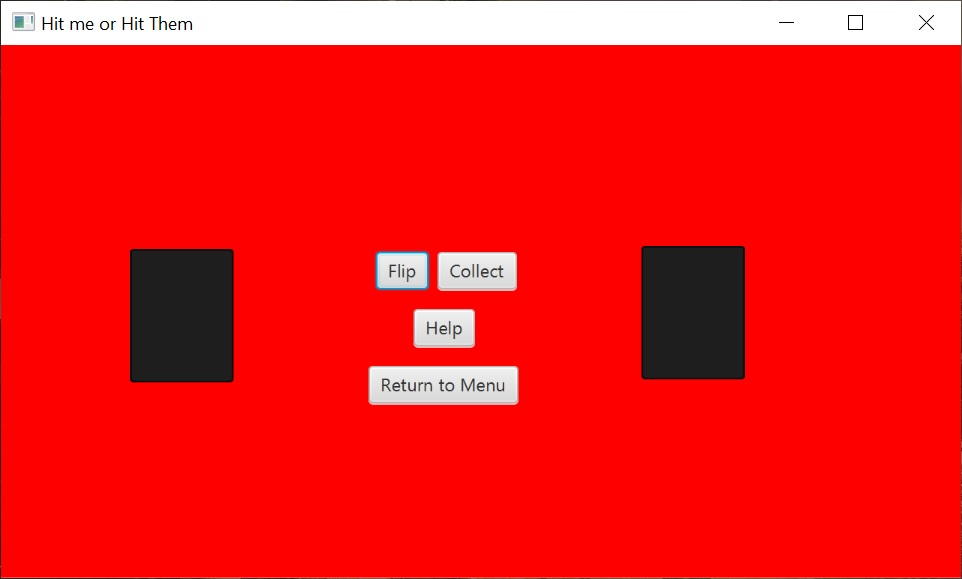 Hit me or Hit Them
Flip Collect
Help
Return to Menu